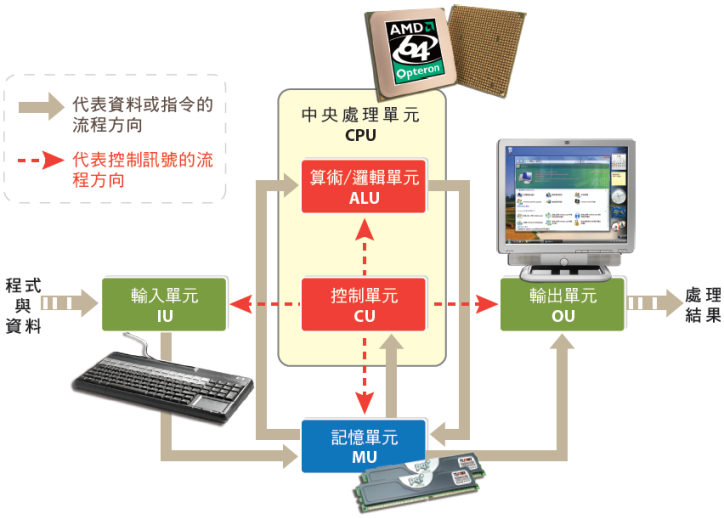 AMD
64
Opteron
代表資料或指令的
流程方向
代表控制訊號的流
程方向
中央處理單元
CPU
算術/邏輯單元
ALU
程式
與
資料
輸入單元
IU
控制單元
CU
輸出單元
OU
處理
結果
記憶單元
MU